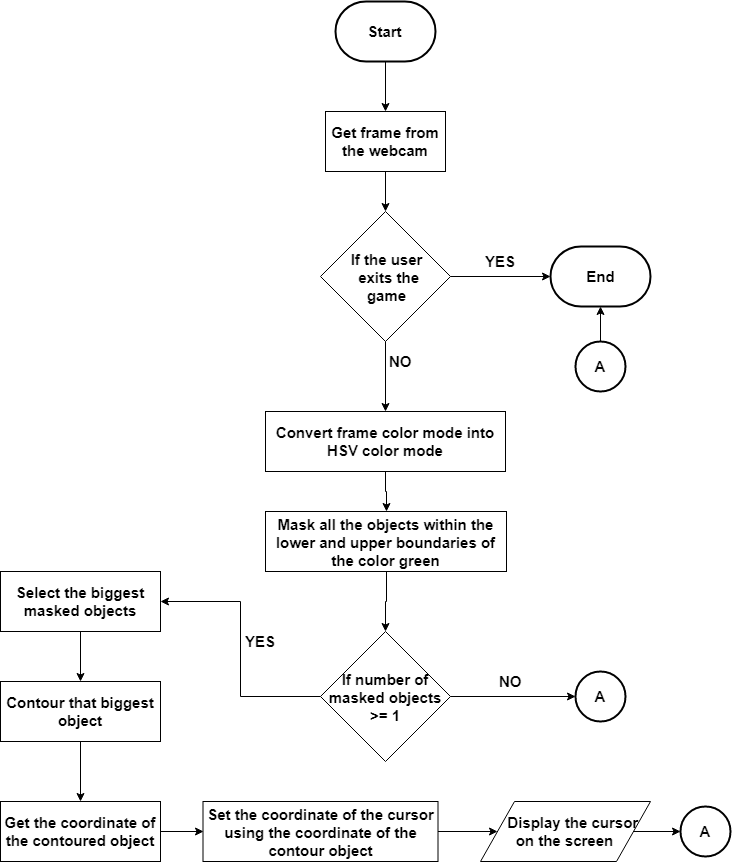 Start
Get frame from
the webcam
If the user
exits the
game
YES
End
A
NO
Convert frame color mode into
HSV color mode
Mask all the objects within the
lower and upper boundaries of
the color green
Select the biggest
masked objects
YES
If number of
masked objects
>= 1
NO
A
Contour that biggest
object
Get the coordinate of
the contoured object
Set the coordinate of the cursor
using the coordinate of the
contour object
Display the cursor
on the screen
A